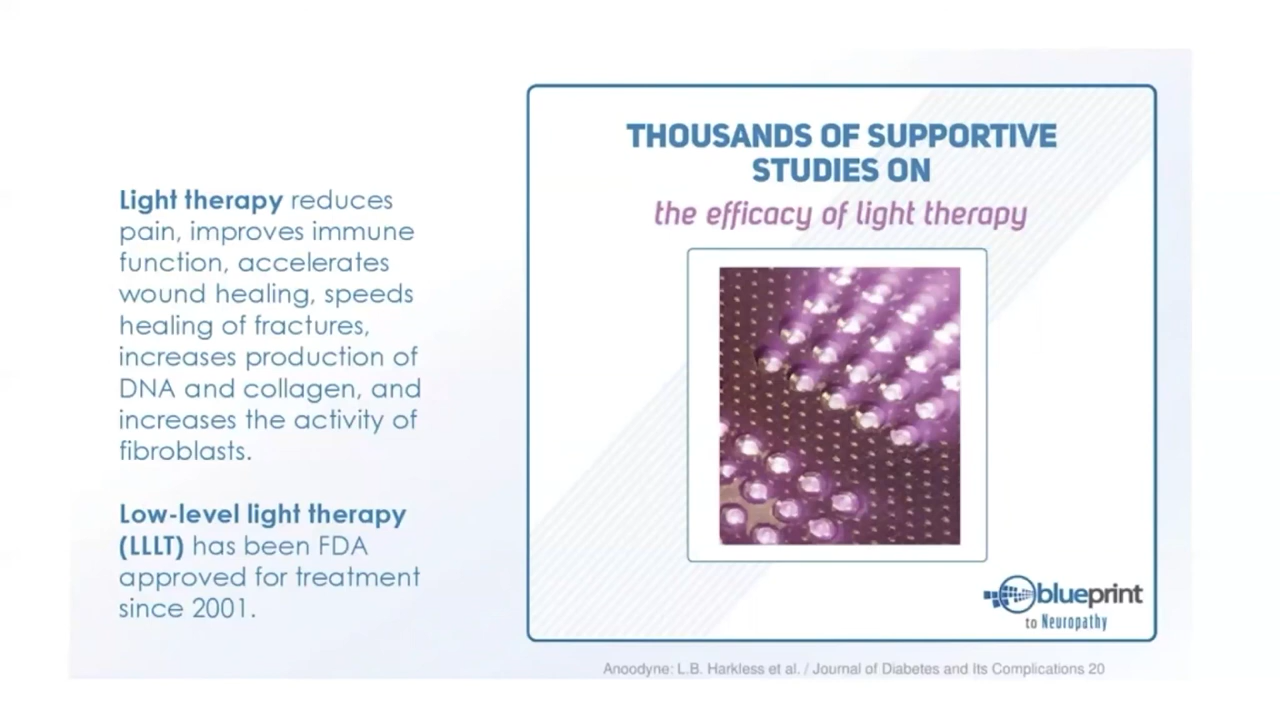 Light therapy reduces
pain, improves immune
function, accelerates
wound healing, speeds
healing of fractures,
increases production of
DNA and collagen, and
increases the activity of
fibroblasts.
Low-level light therapy
(LLLT) has been FDA
approved for treatment
since 2001.
THOUSANDS OF SUPPORTIVE
STUDIES ON
the efficacy of light therapy
blueprint
to Neuropathy
Anoodyne: L.B. Harkless et al. / Journal of Diabetes and Its Complications 20